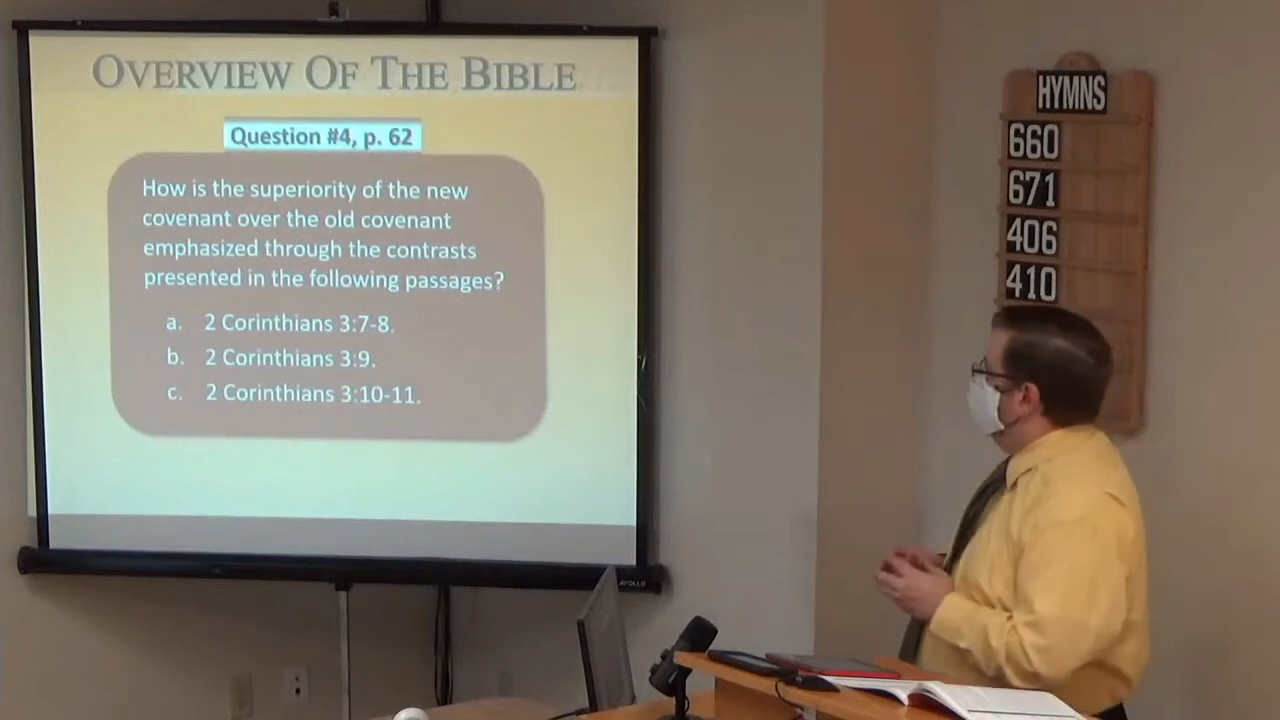 OVERVIEW OF THE BIBLE
Question #4, p. 62
How is the superiority of the new
covenant over the old covenant
emphasized through the contrasts
presented in the following passages?
a. 2 Corinthians 3:7-8.
b. 2 Corinthians 3:9.
c. 2 Corinthians 3:10-11.
APOLLO
HYMNS
660
671
406
410